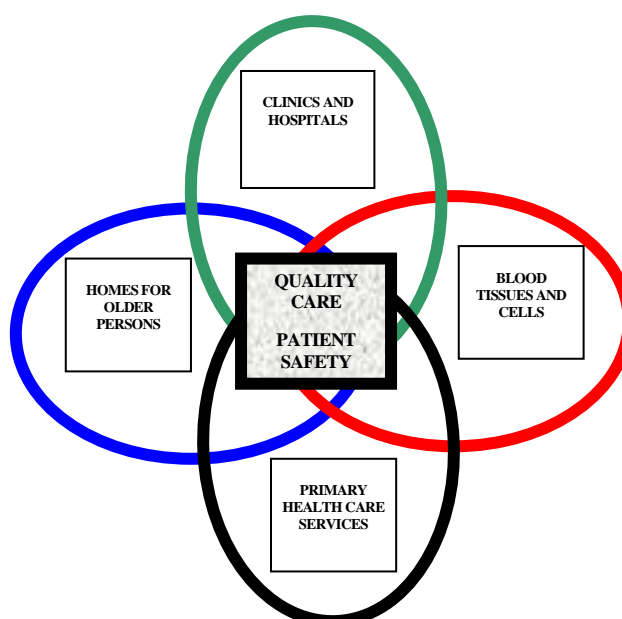 CLINICS AND
HOSPITALS
HOMES FOR
OLDER
PERSONS
QUALITY
CARE
PATIENT
SAFETY
BLOOD
TISSUES AND
CELLS
PRIMARY
HEALTH CARE
SERVICES